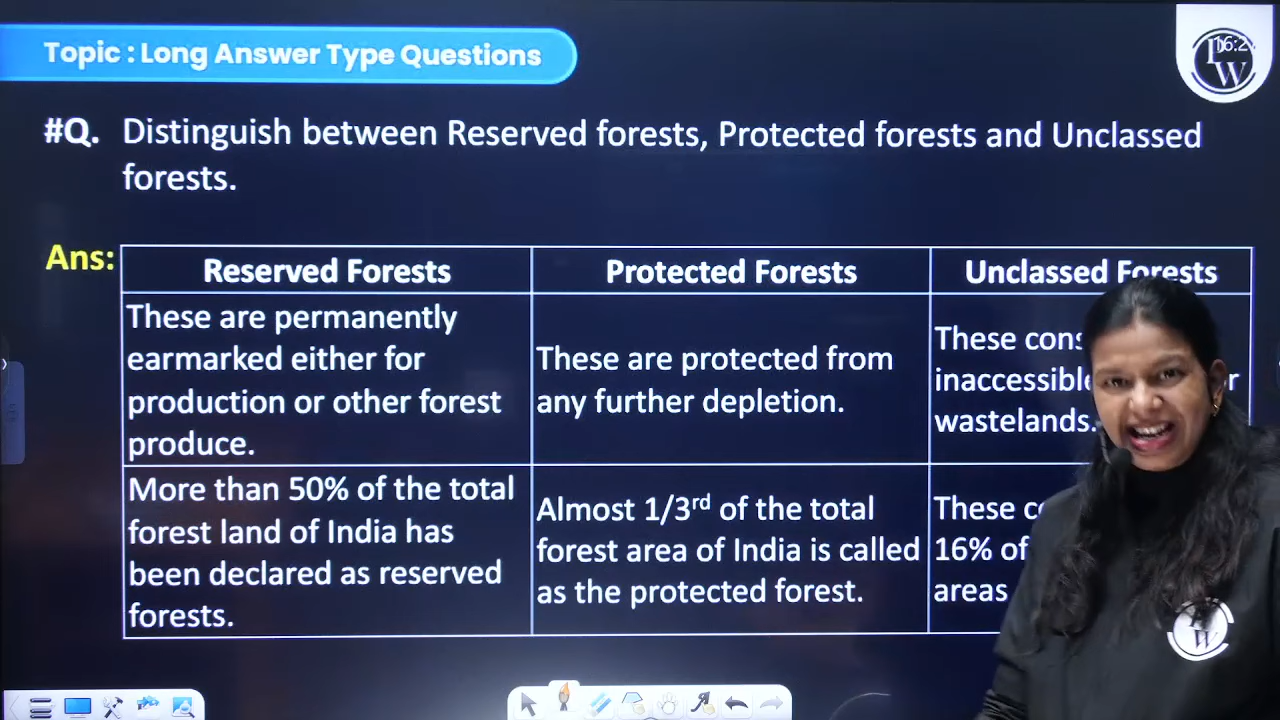 Topic : Long Answer Type Questions
16:2
PW
#Q. Distinguish between Reserved forests, Protected forests and Unclassed
forests.
Ans:
Reserved Forests
Protected Forests
Unclassed Forests
These are permanently
earmarked either for
production or other forest
produce.
These are protected from
any further depletion.
These
inaccessible
wastelands.
More than 50% of the total
forest land of India has
been declared as reserved
forests.
Almost 1/3rd of the total
forest area of India is called
as the protected forest.
These
16% of
areas
W